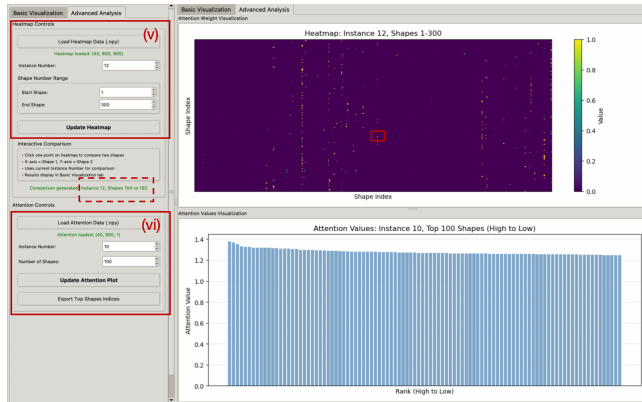 Basic Visualization Advanced Analysis
Heatmap Controls
(v)
Load Heatmap Data (.npy)
Heatmap loaded: (40, 900, 900)
Instance Number: 12
Shape Number Range
Start Shape: 1
End Shape: 300
Update Heatmap
Interactive Comparison
• Click one point on heatmap to compare two shapes
• X-axis = Shape 1, Y-axis = Shape 2
• Uses current Instance Number for comparison
• Results display in Basic Visualization tab
Comparison generated: Instance 12, Shapes 194 vs 183
Attention Controls
(vi)
Load Attention Data (.npy)
Attention loaded: (40, 900, 1)
Instance Number: 10
Number of Shapes: 100
Update Attention Plot
Export Top Shapes Indices
Basic Visualization Advanced Analysis
Attention Weight Visualization
Heatmap: Instance 12, Shapes 1-300
Shape Index
Shape Index
1.0
0.8
0.6
0.4
0.2
0.0
Value
Attention Values Visualization
Attention Values: Instance 10, Top 100 Shapes (High to Low)
Attention Value
1.4
1.2
1.0
0.8
0.6
0.4
0.2
0.0
Rank (High to Low)